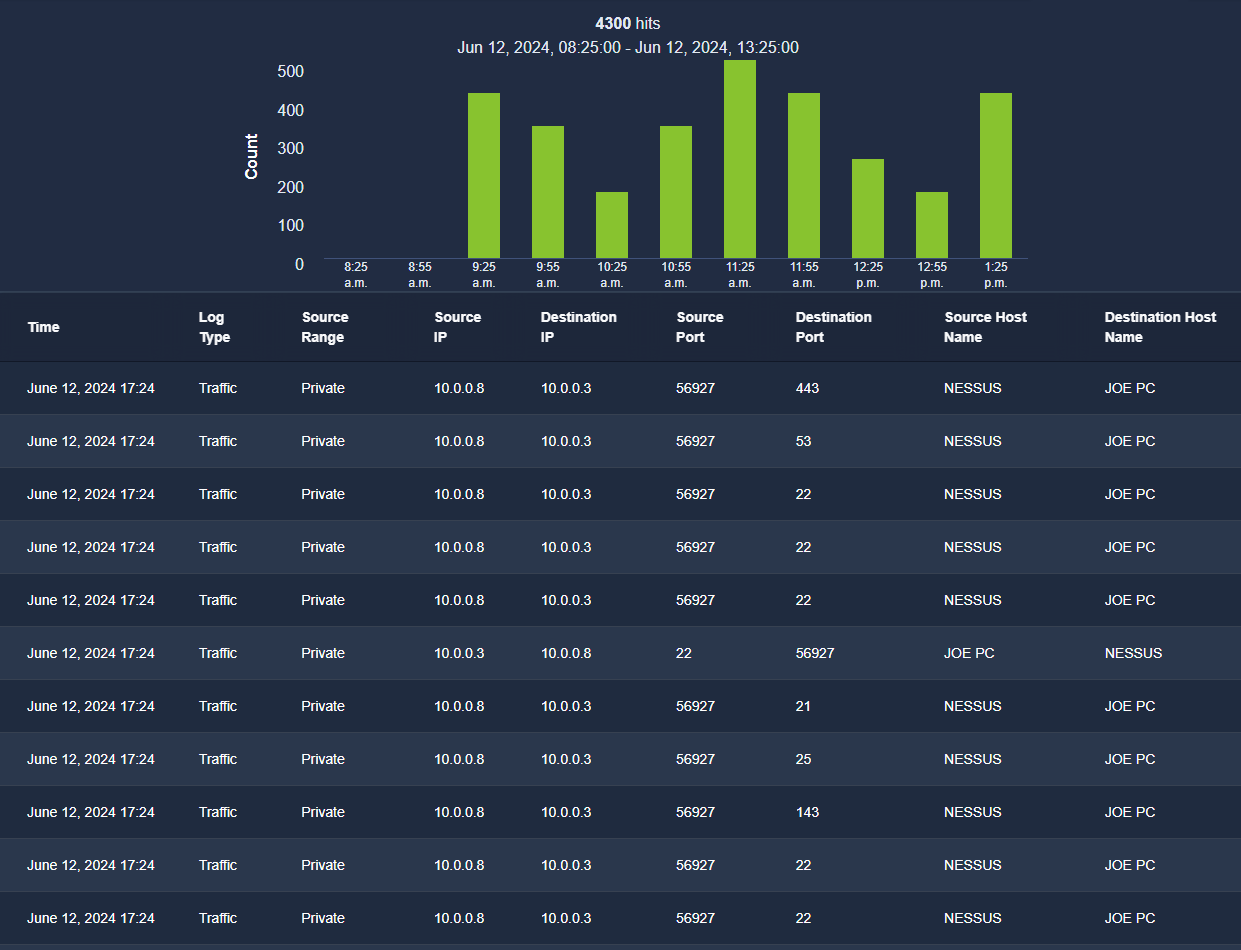 4300 hits
Jun 12, 2024, 08:25:00 - Jun 12, 2024, 13:25:00
500
400
300
200
100
0
Count
8:25 a.m.
8:55 a.m.
9:25 a.m.
9:55 a.m.
10:25 a.m.
10:55 a.m.
11:25 a.m.
11:55 a.m.
12:25 p.m.
12:55 p.m.
1:25 p.m.
Time Log Type Source Range Source IP Destination IP Source Port Destination Port Source Host Name Destination Host Name
June 12, 2024 17:24 Traffic Private 10.0.0.8 10.0.0.3 56927 443 NESSUS JOE PC
June 12, 2024 17:24 Traffic Private 10.0.0.8 10.0.0.3 56927 53 NESSUS JOE PC
June 12, 2024 17:24 Traffic Private 10.0.0.8 10.0.0.3 56927 22 NESSUS JOE PC
June 12, 2024 17:24 Traffic Private 10.0.0.8 10.0.0.3 56927 22 NESSUS JOE PC
June 12, 2024 17:24 Traffic Private 10.0.0.8 10.0.0.3 56927 22 NESSUS JOE PC
June 12, 2024 17:24 Traffic Private 10.0.0.3 10.0.0.8 22 56927 JOE PC NESSUS
June 12, 2024 17:24 Traffic Private 10.0.0.8 10.0.0.3 56927 21 NESSUS JOE PC
June 12, 2024 17:24 Traffic Private 10.0.0.8 10.0.0.3 56927 25 NESSUS JOE PC
June 12, 2024 17:24 Traffic Private 10.0.0.8 10.0.0.3 56927 143 NESSUS JOE PC
June 12, 2024 17:24 Traffic Private 10.0.0.8 10.0.0.3 56927 22 NESSUS JOE PC
June 12, 2024 17:24 Traffic Private 10.0.0.8 10.0.0.3 56927 22 NESSUS JOE PC